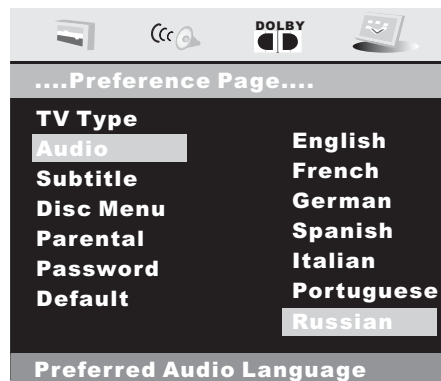 DOLBY
....Preference Page....
TV Type
Audio
Subtitle
Disc Menu
Parental
Password
Default
English
French
German
Spanish
Italian
Portuguese
Russian
Preferred Audio Language